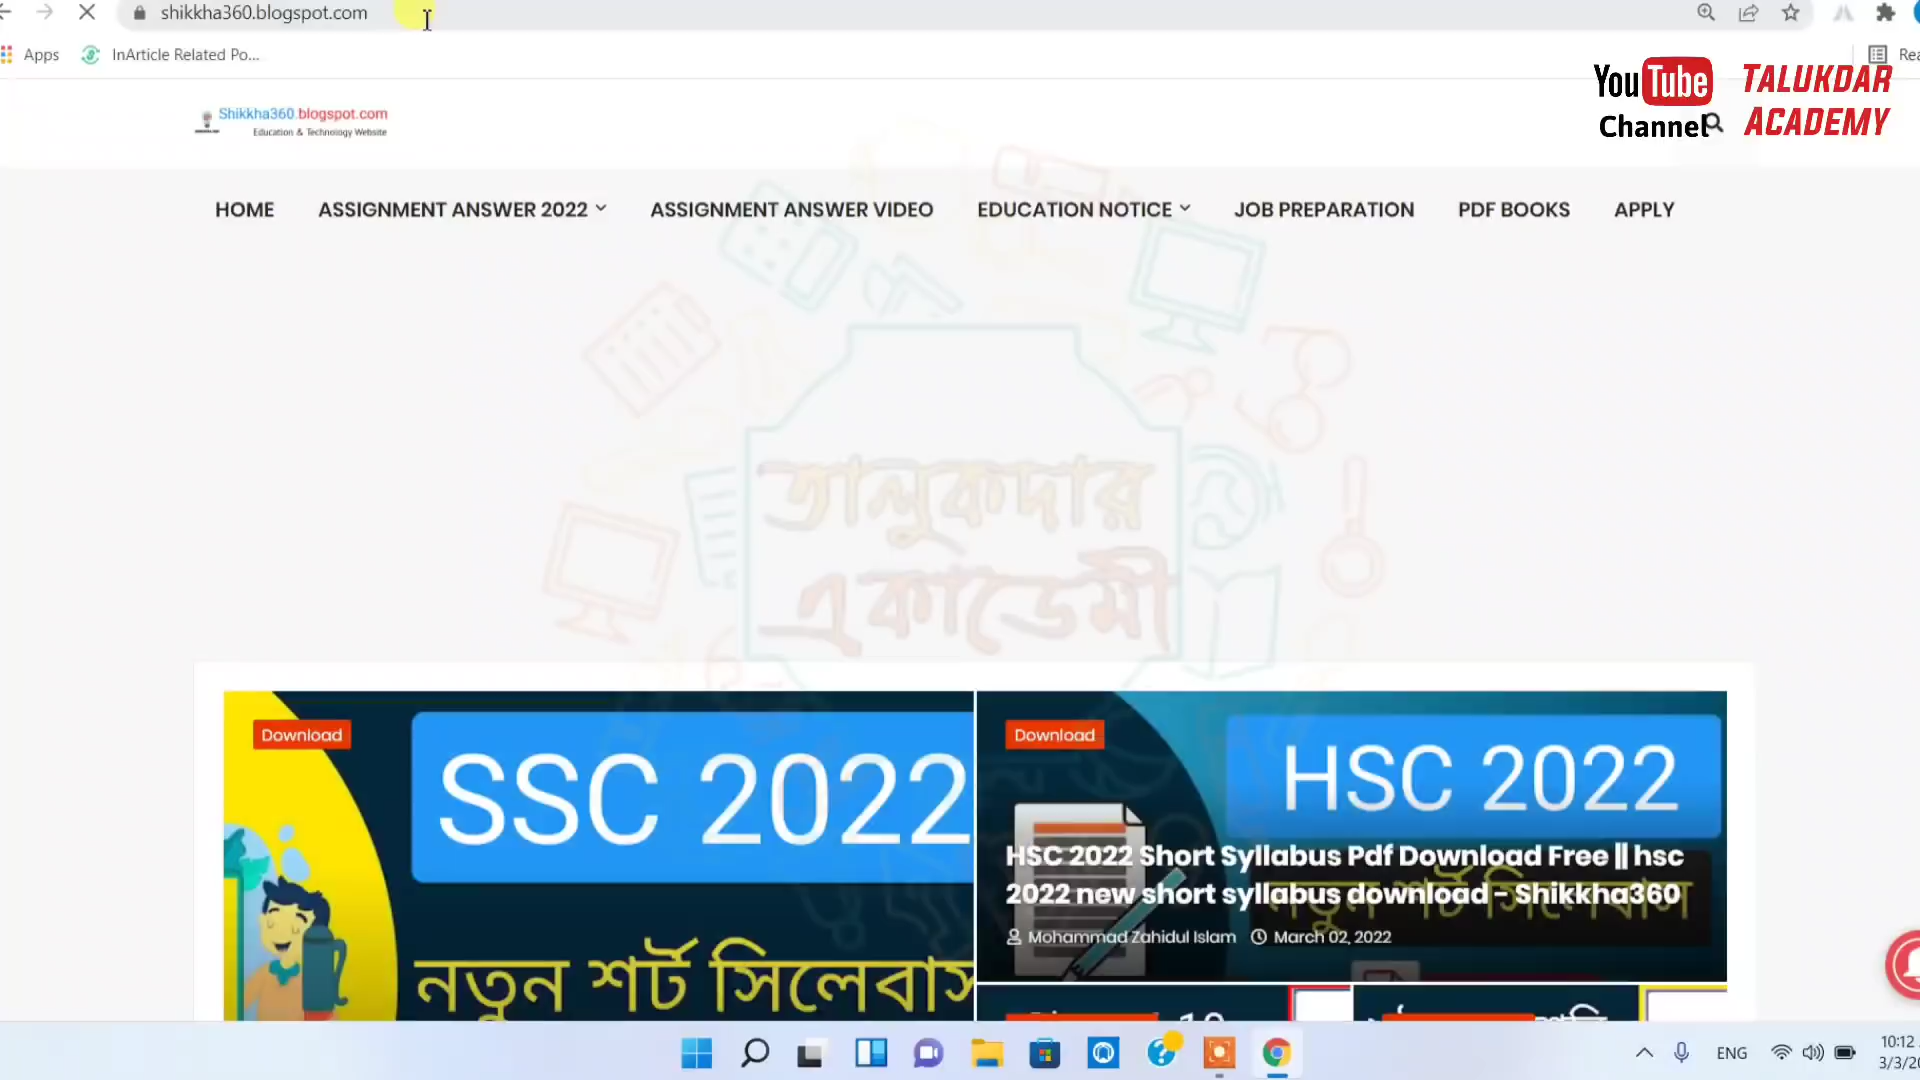 shikkha360.blogspot.com
Apps
InArticle Related Po...
YouTube
Channel
TALUKDAR
ACADEMY
Shikkha360.blogspot.com
Education & Technology Website
HOME
ASSIGNMENT ANSWER 2022
ASSIGNMENT ANSWER VIDEO
EDUCATION NOTICE
JOB PREPARATION
PDF BOOKS
APPLY
তালুকদার
একাডেমী
Download
SSC 2022
নতুন শর্ট সিলেবাস
Download
HSC 2022
HSC 2022 Short Syllabus Pdf Download Free || hsc
2022 new short syllabus download - Shikkha360
Mohammad Zahidul Islam
March 02, 2022
ENG
10:12